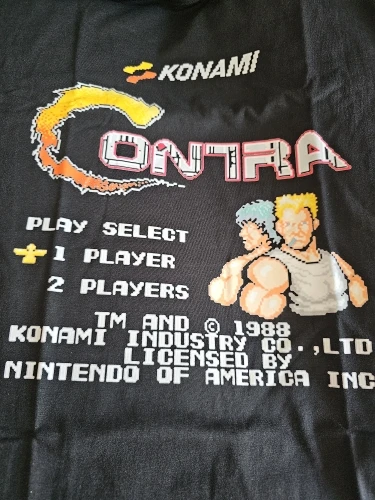 KONAMI
CONTRA
PLAY SELECT
1 PLAYER
2 PLAYERS
TM AND © 1988
KONAMI INDUSTRY CO.,LTD
LICENSED BY
NINTENDO OF AMERICA INC